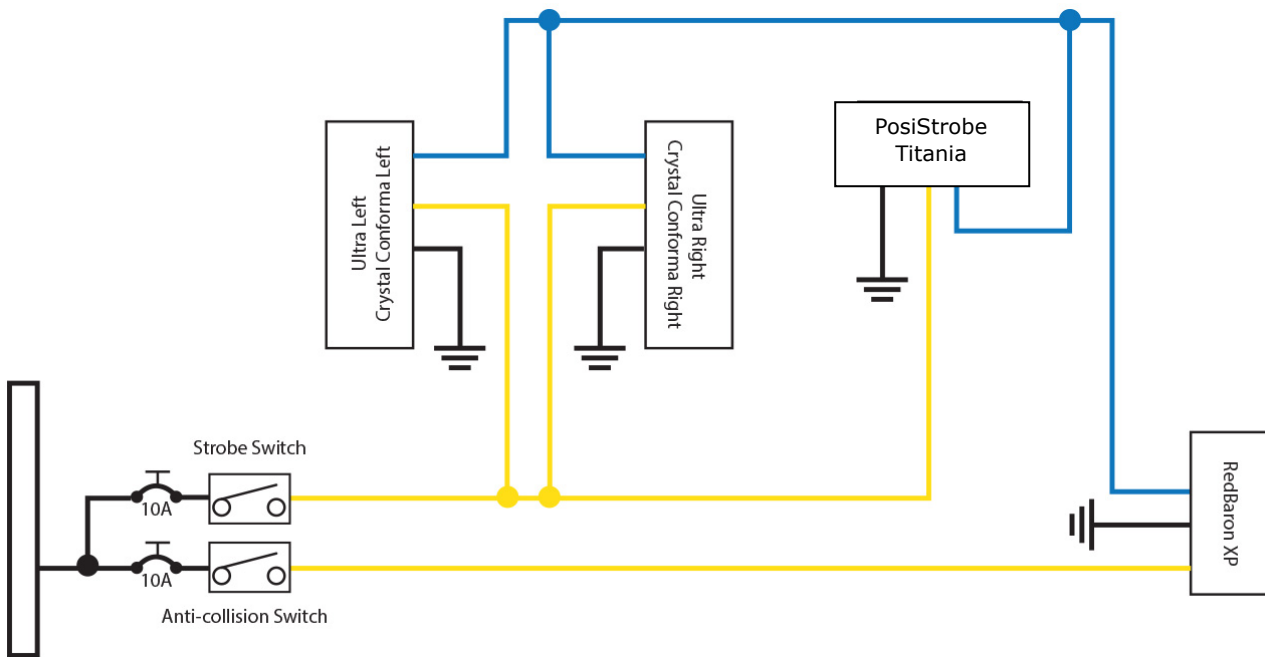 PosiStrobe
Titania
Ultra Left
Crystal Conforma Left
Ultra Right
Crystal Conforma Right
Strobe Switch
10A
10A
Anti-collision Switch
RedBaron XP